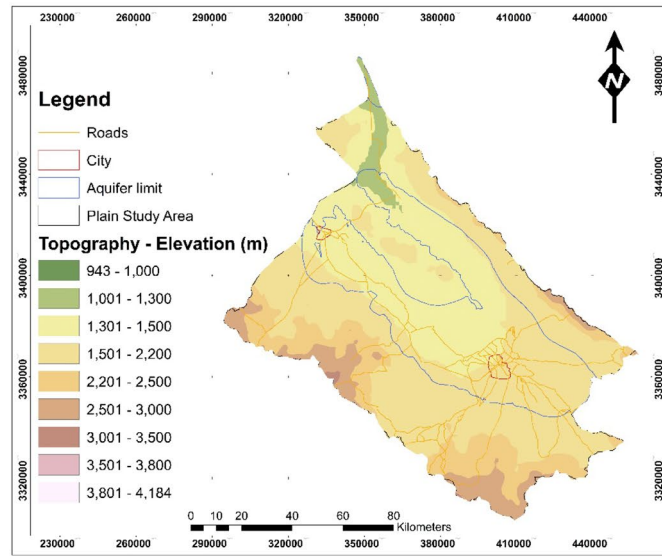 230000 260000 290000 320000 350000 380000 410000 440000
3480000 3480000
3440000 3440000
3400000 3400000
3360000 3360000
3320000 3320000
N
Legend
Roads
City
Aquifer limit
Plain Study Area
Topography - Elevation (m)
943 - 1,000
1,001 - 1,300
1,301 - 1,500
1,501 - 2,200
2,201 - 2,500
2,501 - 3,000
3,001 - 3,500
3,501 - 3,800
3,801 - 4,184
0 10 20 40 60 80
Kilometers
230000 260000 290000 320000 350000 380000 410000 440000